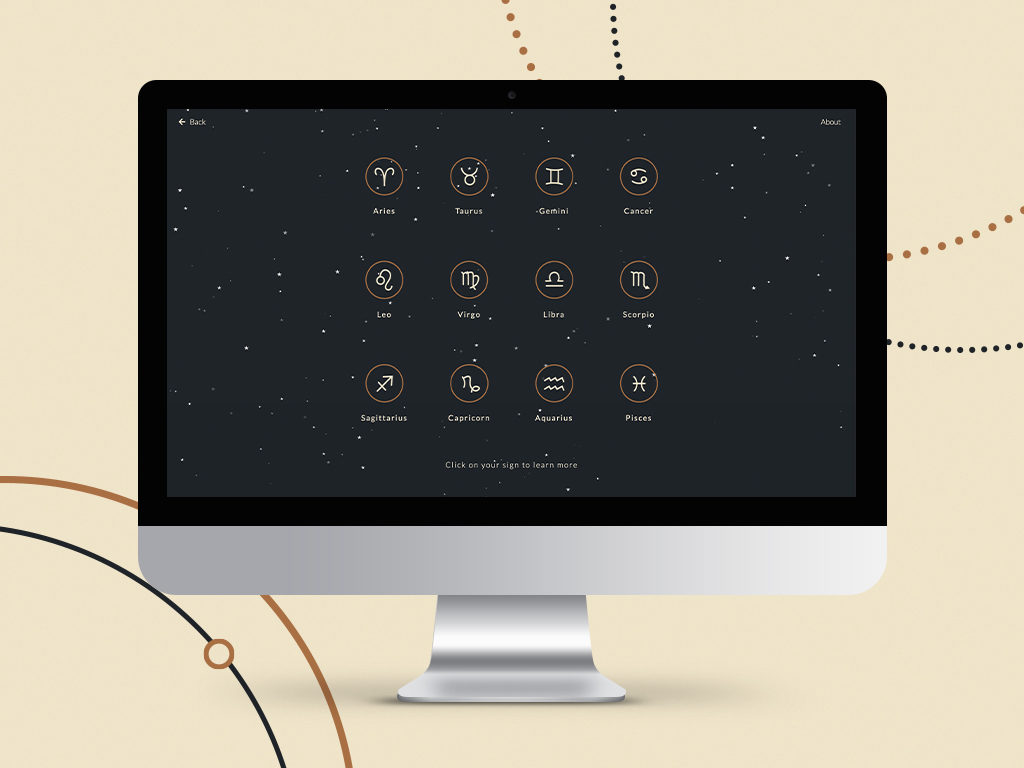 Back
About
Aries
Taurus
Gemini
Cancer
Leo
Virgo
Libra
Scorpio
Sagittarius
Capricorn
Aquarius
Pisces
Click on your sign to learn more